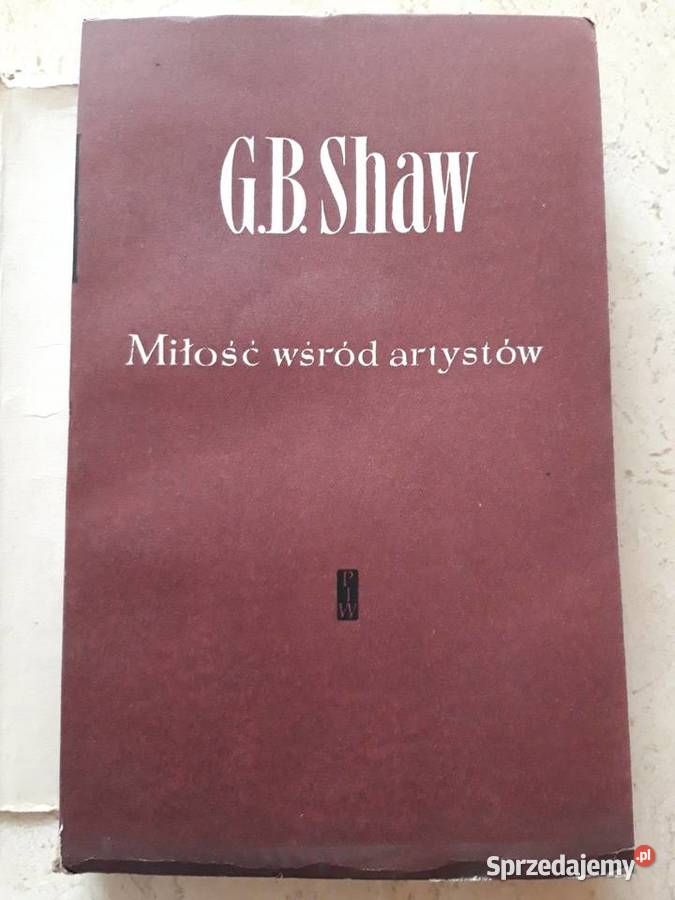 G.B. Shaw
Miłość wśród artystów
P
I
W
Sprzedajemy.pl